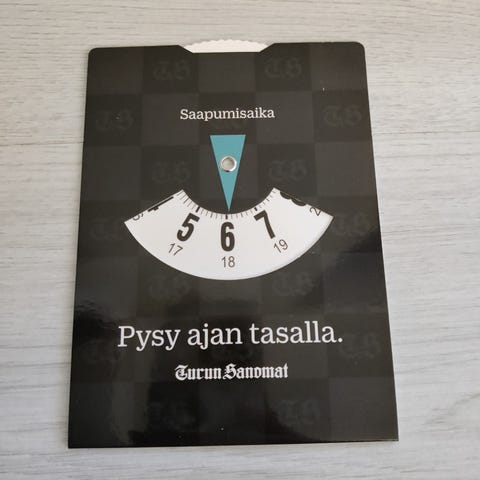 Saapumisaika
5 6 7
17 18 19
Pysy ajan tasalla.
Turun Sanomat